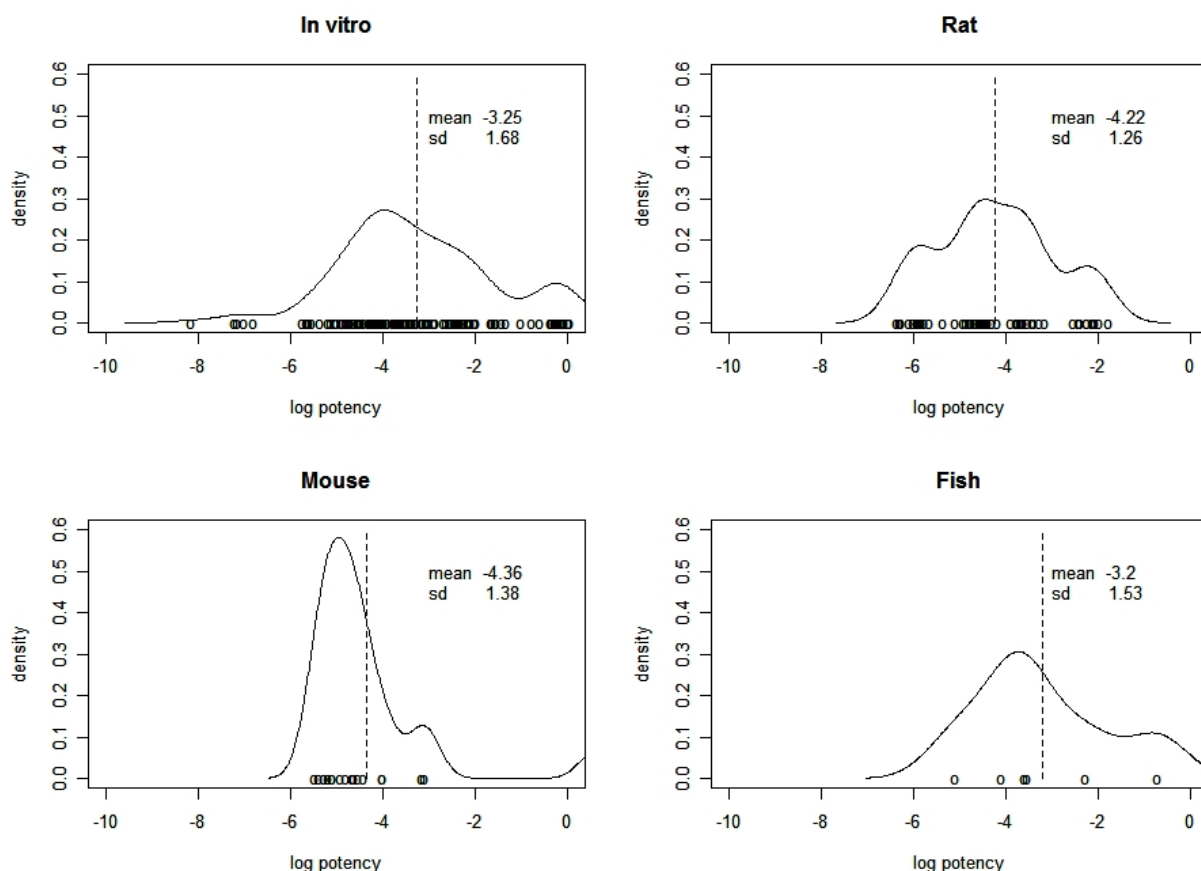 In vitro
density
0.6
0.5
0.4
0.3
0.2
0.1
0.0
mean -3.25
sd 1.68
-10 -8 -6 -4 -2 0
log potency
Rat
density
0.6
0.5
0.4
0.3
0.2
0.1
0.0
mean -4.22
sd 1.26
-10 -8 -6 -4 -2 0
log potency
Mouse
density
0.6
0.5
0.4
0.3
0.2
0.1
0.0
mean -4.36
sd 1.38
-10 -8 -6 -4 -2 0
log potency
Fish
density
0.6
0.5
0.4
0.3
0.2
0.1
0.0
mean -3.2
sd 1.53
-10 -8 -6 -4 -2 0
log potency